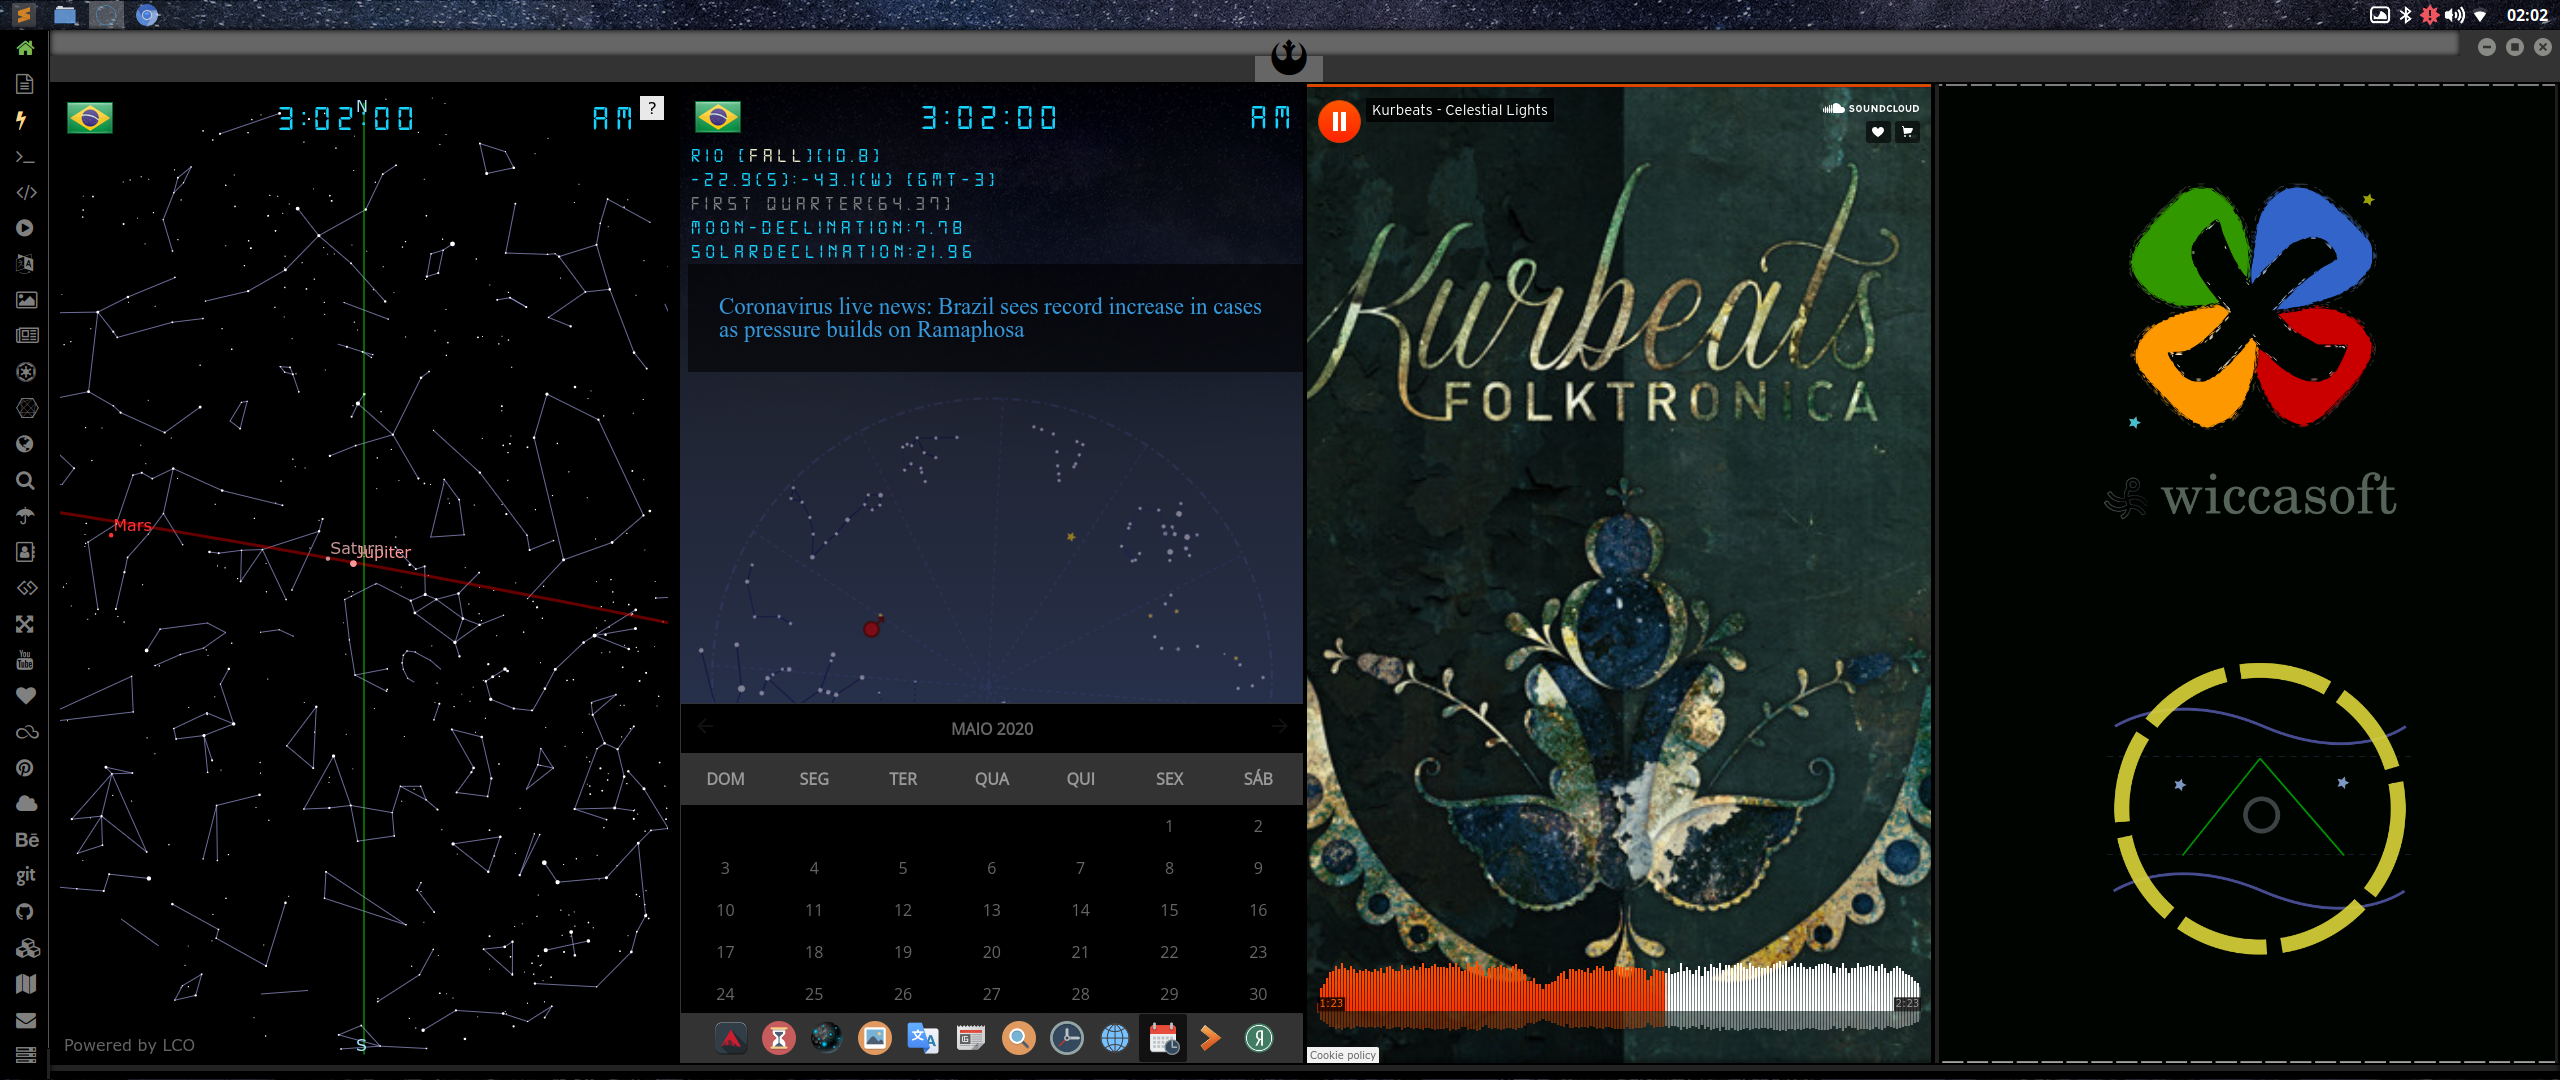 02:02
N
3:02:00
AM
?
Mars
Saturn
Jupiter
S
Powered by LCO
You
Tube
Bē
git
3:02:00
AM
RIO [FALL][10.8]
-22.9(S):-43.1(W) [GMT-3]
FIRST QUARTER[64.37]
MOON-DECLINATION:7.78
SOLARDECLINATION:21.96
Coronavirus live news: Brazil sees record increase in cases
as pressure builds on Ramaphosa
MAIO 2020
DOM SEG TER QUA QUI SEX SÁB
1 2
3 4 5 6 7 8 9
10 11 12 13 14 15 16
17 18 19 20 21 22 23
24 25 26 27 28 29 30
Kurbeats - Celestial Lights
SOUNDCLOUD
Kurbeats
FOLKTRONICA
1:23
2:23
Cookie policy
wiccasoft